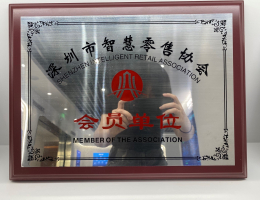 深圳市智慧零售协会
SHENZHEN INTELLIGENT RETAIL ASSOCIATION
会员单位
MEMBER OF THE ASSOCIATION